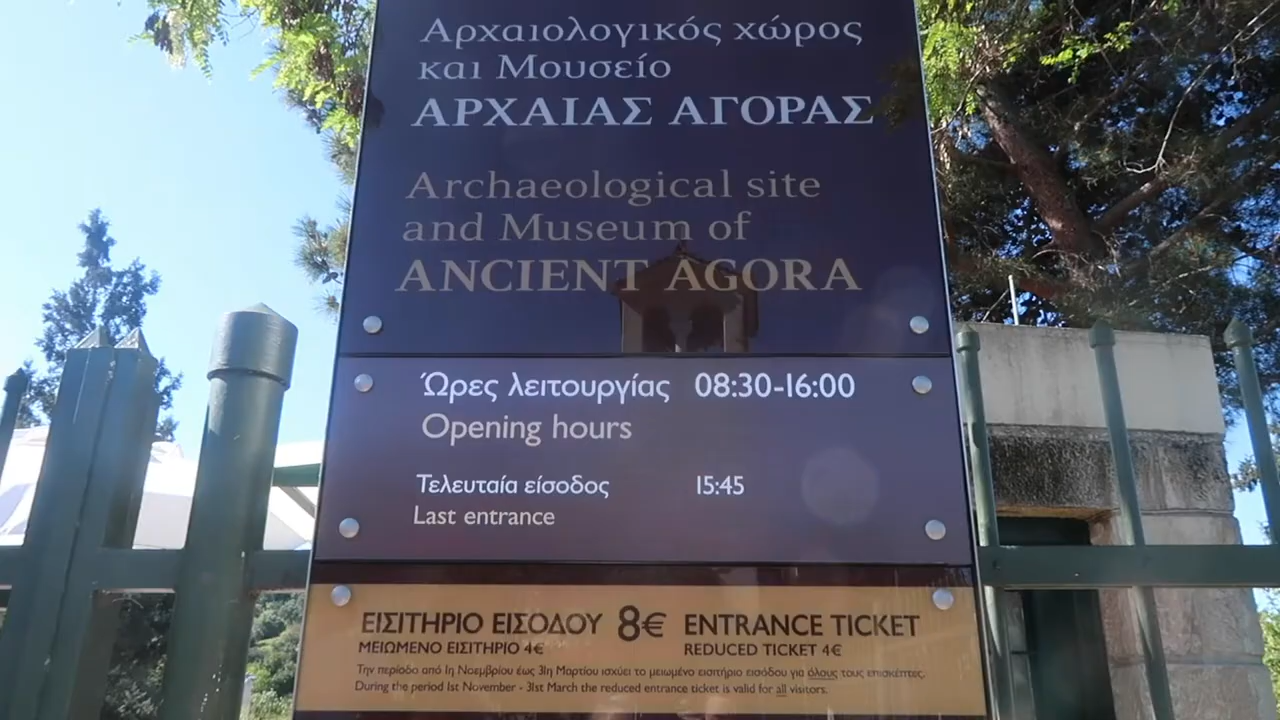 Αρχαιολογικός χώρος
και Μουσείο
ΑΡΧΑΙΑΣ ΑΓΟΡΑΣ
Archaeological site
and Museum of
ANCIENT AGORA
Ώρες λειτουργίας 08:30-16:00
Opening hours
Τελευταία είσοδος 15:45
Last entrance
ΕΙΣΙΤΗΡΙΟ ΕΙΣΟΔΟΥ 8€ ENTRANCE TICKET
ΜΕΙΩΜΕΝΟ ΕΙΣΙΤΗΡΙΟ 4€ REDUCED TICKET 4€
Την περίοδο από 1η Νοεμβρίου έως 31η Μαρτίου ισχύει το μειωμένο εισιτήριο εισόδου για όλους τους επισκέπτες.
During the period 1st November - 31st March the reduced entrance ticket is valid for all visitors.